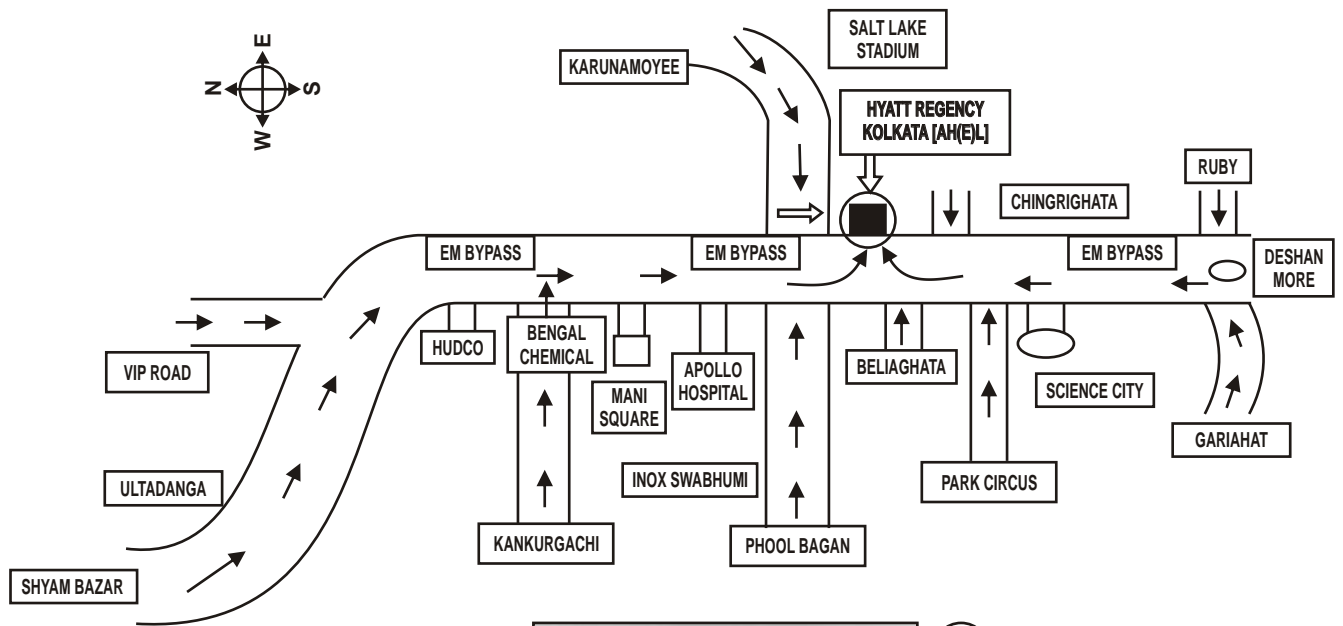 SALT LAKE
STADIUM
KARUNAMOYEE
E
N
S
W
HYATT REGENCY
KOLKATA [AH(E)L]
RUBY
CHINGRIGHATA
EM BYPASS
EM BYPASS
EM BYPASS
DESHAN
MORE
HUDCO
BENGAL
CHEMICAL
VIP ROAD
MANI
SQUARE
APOLLO
HOSPITAL
BELIAGHATA
SCIENCE CITY
GARIAHAT
ULTADANGA
INOX SWABHUMI
PARK CIRCUS
KANKURGACHI
PHOOL BAGAN
SHYAM BAZAR